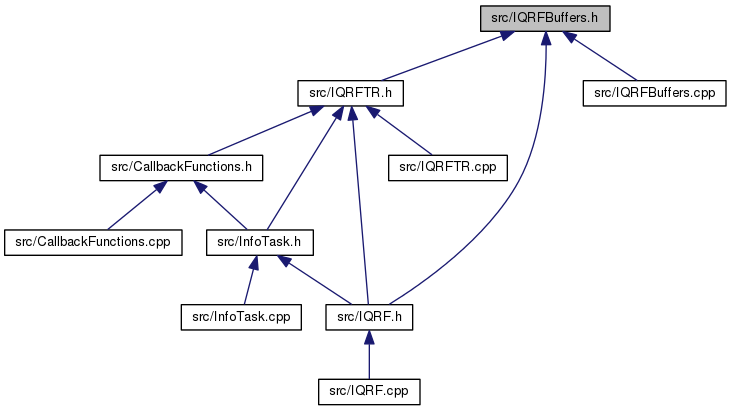 src/IQRFBuffers.h
src/IQRFTR.h
src/IQRFBuffers.cpp
src/CallbackFunctions.h
src/IQRFTR.cpp
src/CallbackFunctions.cpp
src/InfoTask.h
src/InfoTask.cpp
src/IQRF.h
src/IQRF.cpp